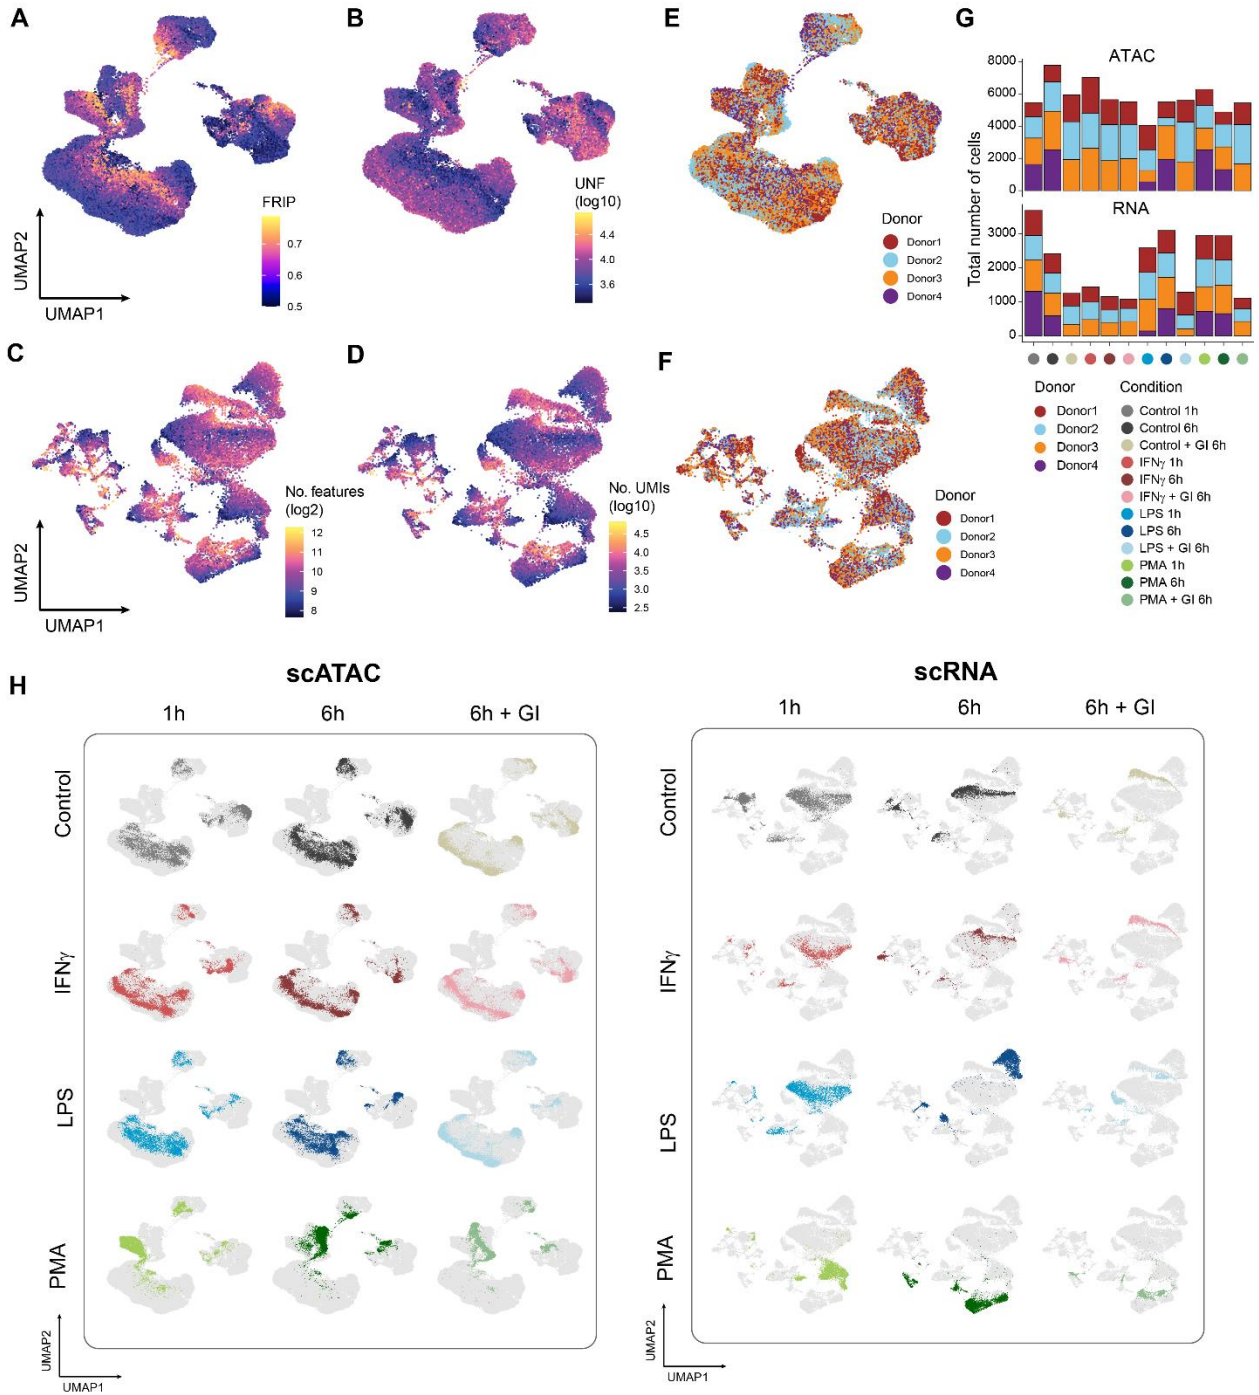 A
FRIP
0.7
0.6
0.5
UMAP2
UMAP1
B
UNF
(log10)
4.4
4.0
3.6
E
Donor
Donor1
Donor2
Donor3
Donor4
G
ATAC
8000
6000
4000
2000
0
RNA
3000
2000
1000
0
Total number of cells
Donor
Donor1
Donor2
Donor3
Donor4
Condition
Control 1h
Control 6h
Control + GI 6h
IFNγ 1h
IFNγ 6h
IFNγ + GI 6h
LPS 1h
LPS 6h
LPS + GI 6h
PMA 1h
PMA 6h
PMA + GI 6h
C
No. features
(log2)
12
11
10
9
8
UMAP2
UMAP1
D
No. UMIs
(log10)
4.5
4.0
3.5
3.0
2.5
F
Donor
Donor1
Donor2
Donor3
Donor4
H
scATAC
1h
6h
6h + GI
Control
IFNγ
LPS
PMA
UMAP2
UMAP1
scRNA
1h
6h
6h + GI
Control
IFNγ
LPS
PMA
UMAP2
UMAP1